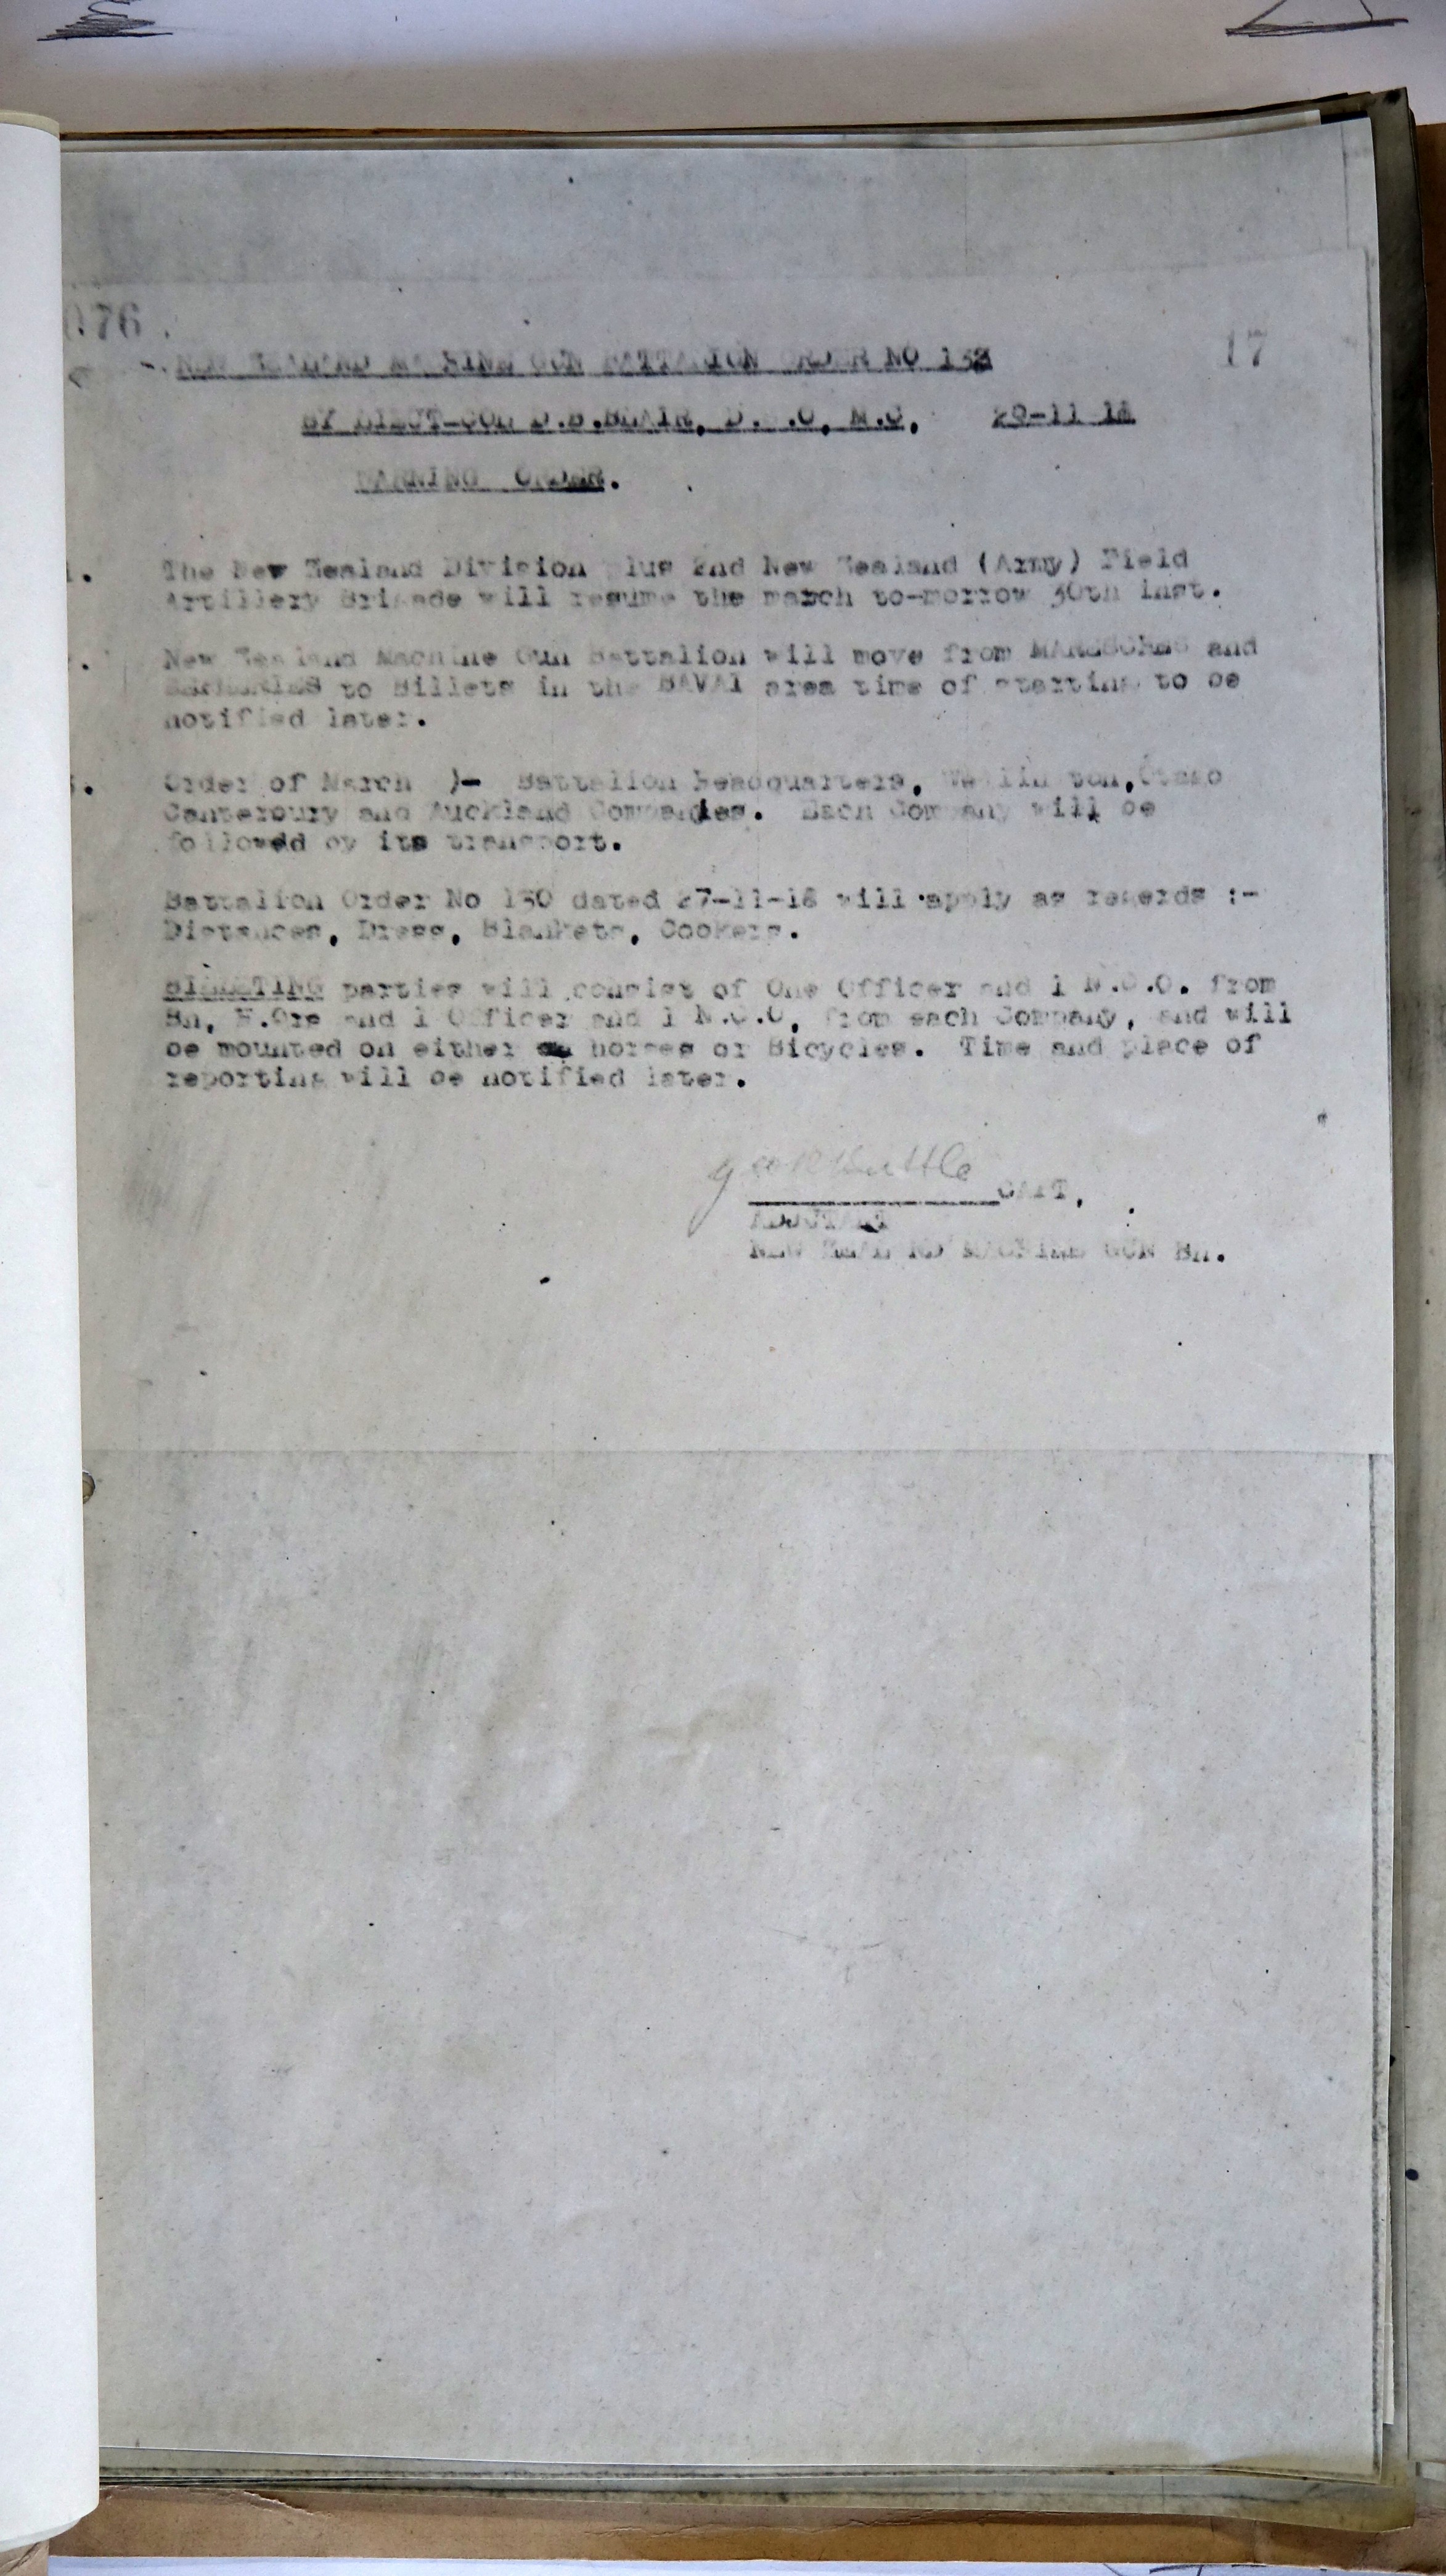 076.
17
NEW ZEALAND MACHINE GUN BATTALION ORDER NO 132
BY LIEUT-COL D.B.BLAIR, D.S.O, M.C, 29-11-18
WARNING ORDER.
1. The New Zealand Division plus 2nd New Zealand (Army) Field
Artillery Brigade will resume the march to-morrow 30th inst.
2. New Zealand Machine Gun Battalion will move from and
to Billets in the BAVAI area time of starting to be
notified later.
3. Order of March :- Battalion Headquarters, Wellington, Otago
Canterbury and Auckland Companies. Each Company will be
followed by its transport.
Battalion Order No 130 dated 27-11-18 will apply as regards :-
Distances, Dress, Blankets, Cookers.
BILLETING parties will consist of One Officer and 1 N.C.O. from
Bn, H.Qrs and 1 Officer and 1 N.C.O, from each Company, and will
be mounted on either horses or Bicycles. Time and place of
reporting will be notified later.
CAPT,
ADJUTANT
NEW ZEALAND MACHINE GUN Bn.